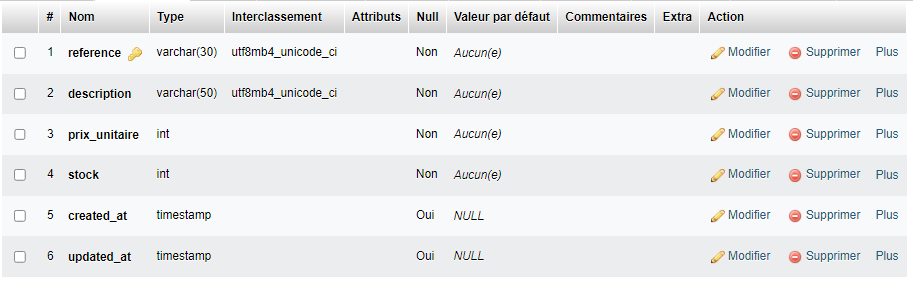 # Nom Type Interclassement Attributs Null Valeur par défaut Commentaires Extra Action
1 reference varchar(30) utf8mb4_unicode_ci Non Aucun(e) Modifier Supprimer Plus
2 description varchar(50) utf8mb4_unicode_ci Non Aucun(e) Modifier Supprimer Plus
3 prix_unitaire int Non Aucun(e) Modifier Supprimer Plus
4 stock int Non Aucun(e) Modifier Supprimer Plus
5 created_at timestamp Oui NULL Modifier Supprimer Plus
6 updated_at timestamp Oui NULL Modifier Supprimer Plus